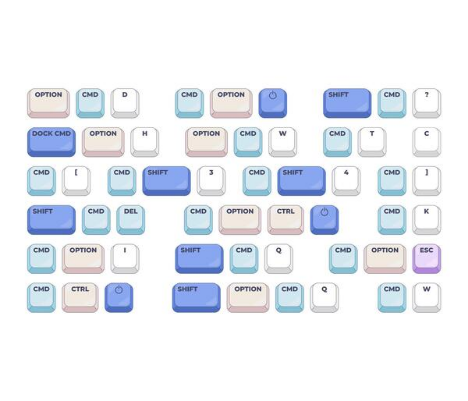 OPTION CMD D CMD OPTION SHIFT CMD ?
DOCK CMD OPTION H OPTION CMD W CMD T C
CMD [ CMD SHIFT 3 CMD SHIFT 4 CMD ]
SHIFT CMD DEL CMD OPTION CTRL CMD K
CMD OPTION I SHIFT CMD Q CMD OPTION ESC
CMD CTRL SHIFT OPTION CMD Q CMD W